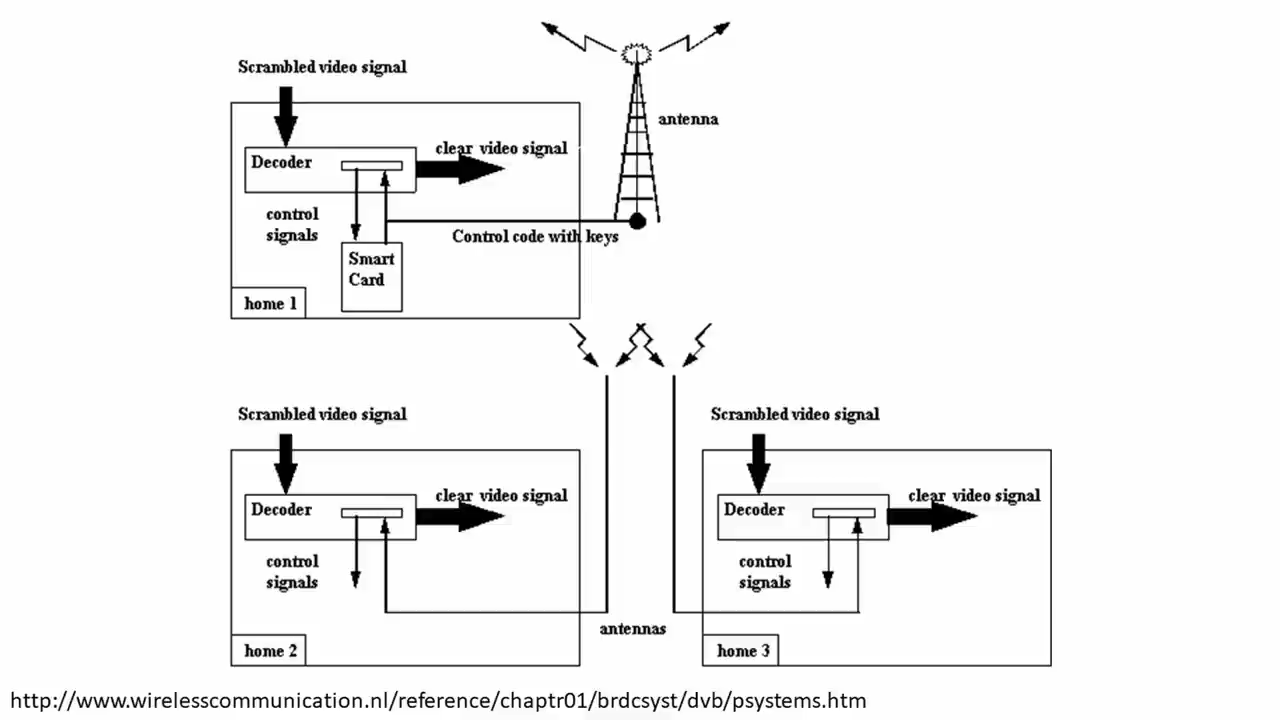 Scrambled video signal
antenna
Decoder
clear video signal
control
signals
Control code with keys
Smart
Card
home 1
Scrambled video signal
Scrambled video signal
Decoder
clear video signal
Decoder
clear video signal
control
signals
control
signals
antennas
home 2
home 3
http://www.wirelesscommunication.nl/reference/chaptr01/brdcsyst/dvb/psystems.htm